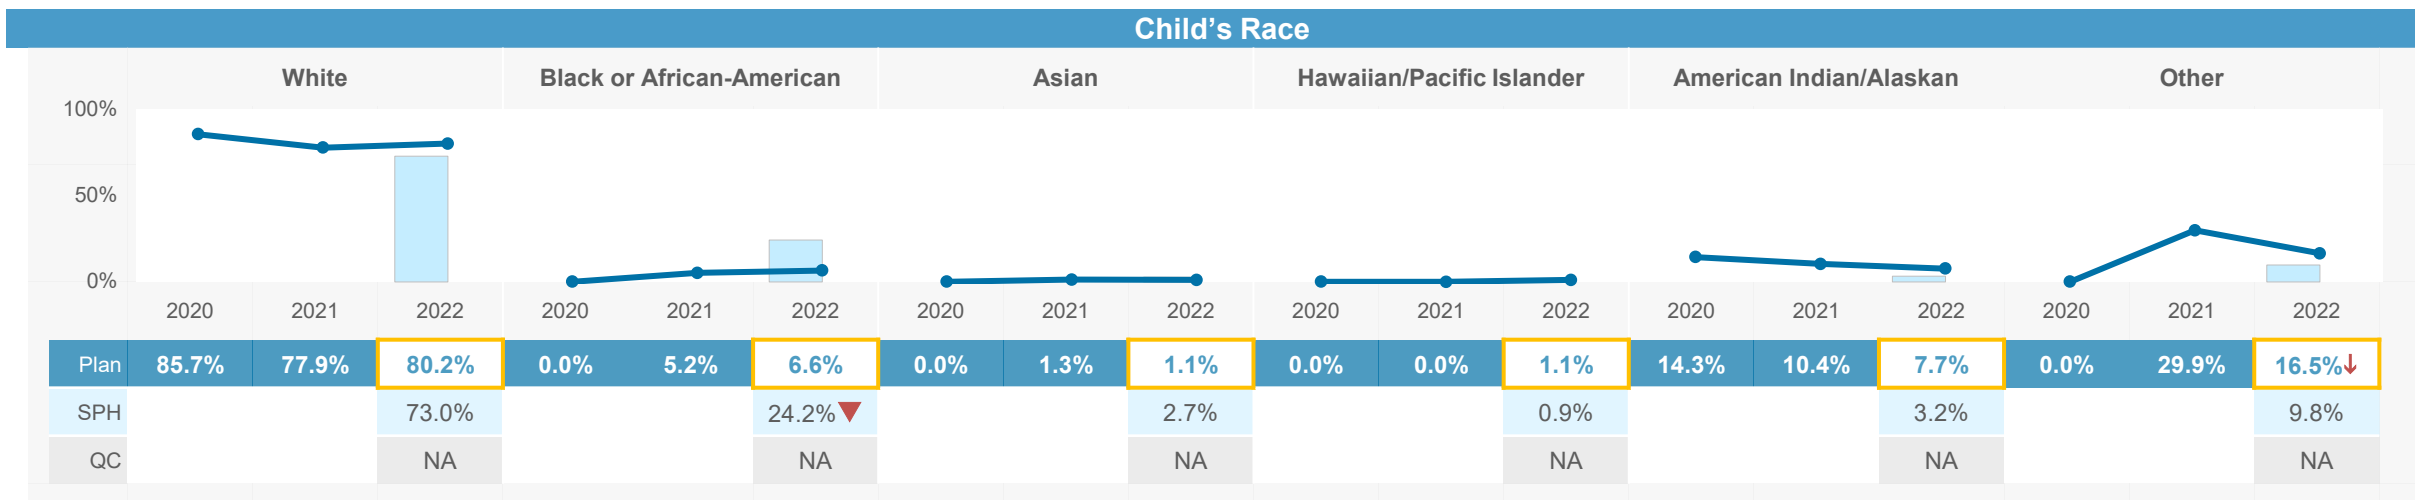 Child’s Race
White Black or African-American Asian Hawaiian/Pacific Islander American Indian/Alaskan Other
100%
50%
0%
2020 2021 2022 2020 2021 2022 2020 2021 2022 2020 2021 2022 2020 2021 2022 2020 2021 2022
Plan 85.7% 77.9% 80.2% 0.0% 5.2% 6.6% 0.0% 1.3% 1.1% 0.0% 0.0% 1.1% 14.3% 10.4% 7.7% 0.0% 29.9% 16.5%↓
SPH 73.0% 24.2%▼ 2.7% 0.9% 3.2% 9.8%
QC NA NA NA NA NA NA